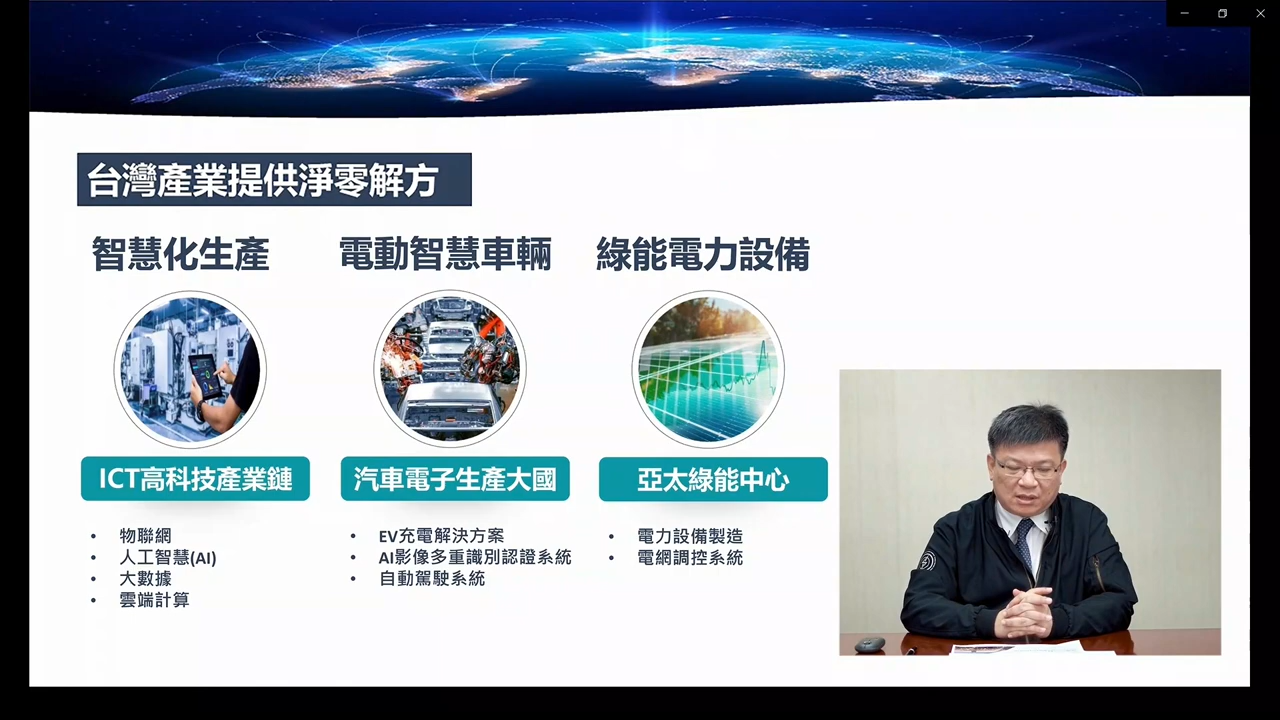 台灣產業提供淨零解方
智慧化生產
電動智慧車輛
綠能電力設備
ICT高科技產業鏈
汽車電子生產大國
亞太綠能中心
• 物聯網
• 人工智慧(AI)
• 大數據
• 雲端計算
• EV充電解決方案
• AI影像多重識別認證系統
• 自動駕駛系統
• 電力設備製造
• 電網調控系統